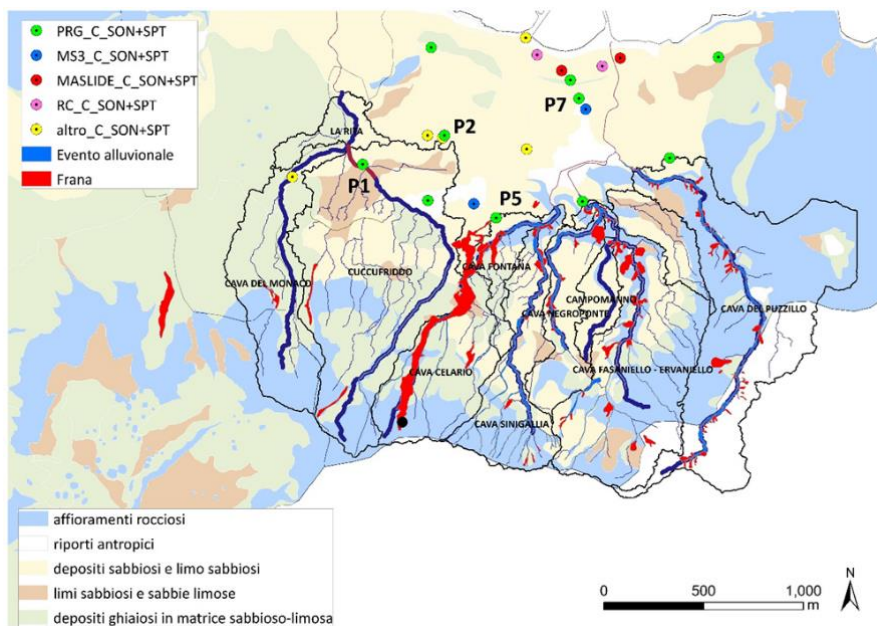 PRG_C_SON+SPT
MS3_C_SON+SPT
MASLIDE_C_SON+SPT
RC_C_SON+SPT
altro_C_SON+SPT
Evento alluvionale
Frana
P7
P2
LA RITA
P1
P5
CAVA FONTANA
CUCCUFRIDDO
CAVA DEL MONACO
CAMPOMANNO
CAVA NEGROPONTE
CAVA DEL PUZZILLO
CAVA CELARIO
CAVA FASANIELLO - ERVANIELLO
CAVA SINIGALLIA
affioramenti rocciosi
riporti antropici
depositi sabbiosi e limo sabbiosi
limi sabbiosi e sabbie limose
depositi ghiaiosi in matrice sabbioso-limosa
0 500 1,000
m
N